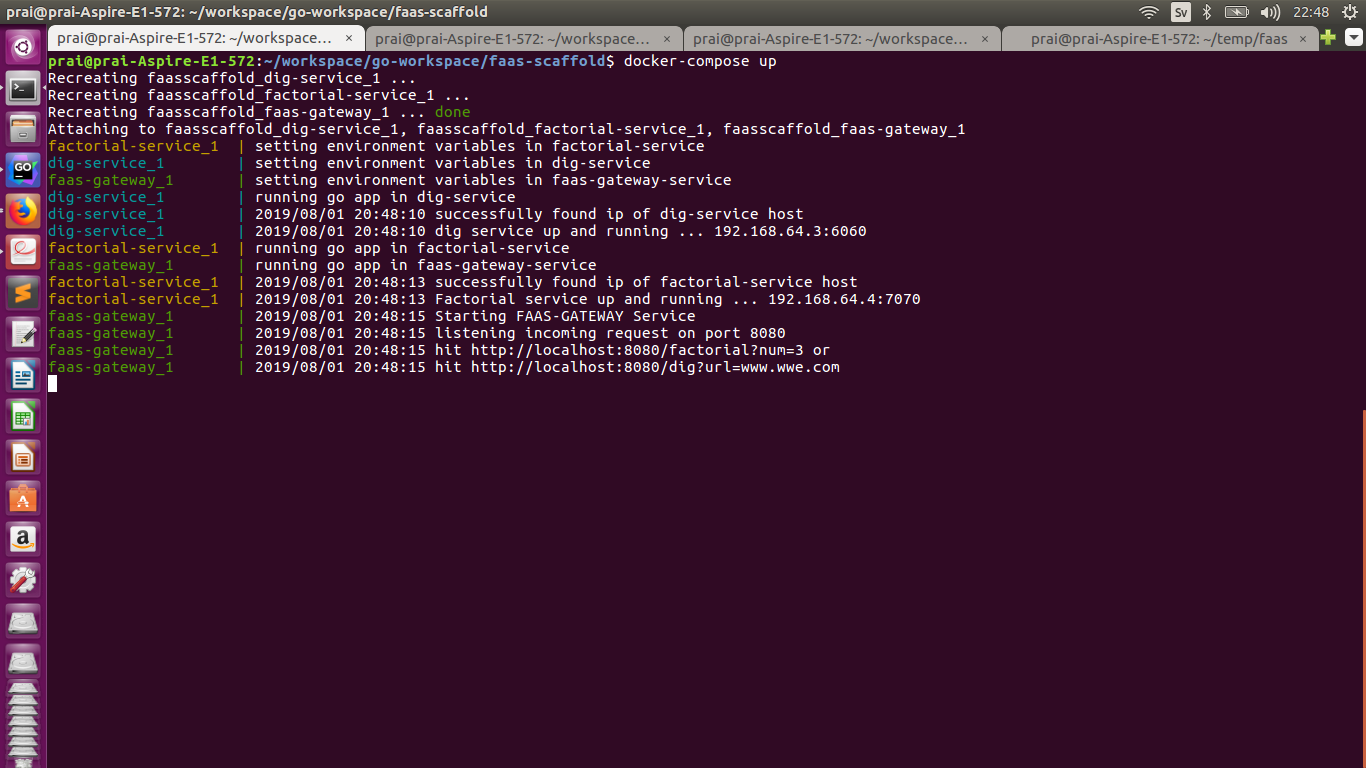 prai@prai-Aspire-E1-572: ~/workspace/go-workspace/faas-scaffold
Sv
22:48
prai@prai-Aspire-E1-572: ~/workspace... ×
prai@prai-Aspire-E1-572: ~/workspace... ×
prai@prai-Aspire-E1-572: ~/workspace... ×
prai@prai-Aspire-E1-572: ~/temp/faas ×
prai@prai-Aspire-E1-572:~/workspace/go-workspace/faas-scaffold$ docker-compose up
Recreating faasscaffold_dig-service_1 ...
Recreating faasscaffold_factorial-service_1 ...
Recreating faasscaffold_faas-gateway_1 ... done
Attaching to faasscaffold_dig-service_1, faasscaffold_factorial-service_1, faasscaffold_faas-gateway_1
factorial-service_1 | setting environment variables in factorial-service
dig-service_1 | setting environment variables in dig-service
faas-gateway_1 | setting environment variables in faas-gateway-service
dig-service_1 | running go app in dig-service
dig-service_1 | 2019/08/01 20:48:10 successfully found ip of dig-service host
dig-service_1 | 2019/08/01 20:48:10 dig service up and running ... 192.168.64.3:6060
factorial-service_1 | running go app in factorial-service
faas-gateway_1 | running go app in faas-gateway-service
factorial-service_1 | 2019/08/01 20:48:13 successfully found ip of factorial-service host
factorial-service_1 | 2019/08/01 20:48:13 Factorial service up and running ... 192.168.64.4:7070
faas-gateway_1 | 2019/08/01 20:48:15 Starting FAAS-GATEWAY Service
faas-gateway_1 | 2019/08/01 20:48:15 listening incoming request on port 8080
faas-gateway_1 | 2019/08/01 20:48:15 hit http://localhost:8080/factorial?num=3 or
faas-gateway_1 | 2019/08/01 20:48:15 hit http://localhost:8080/dig?url=www.wwe.com
GO
A
a